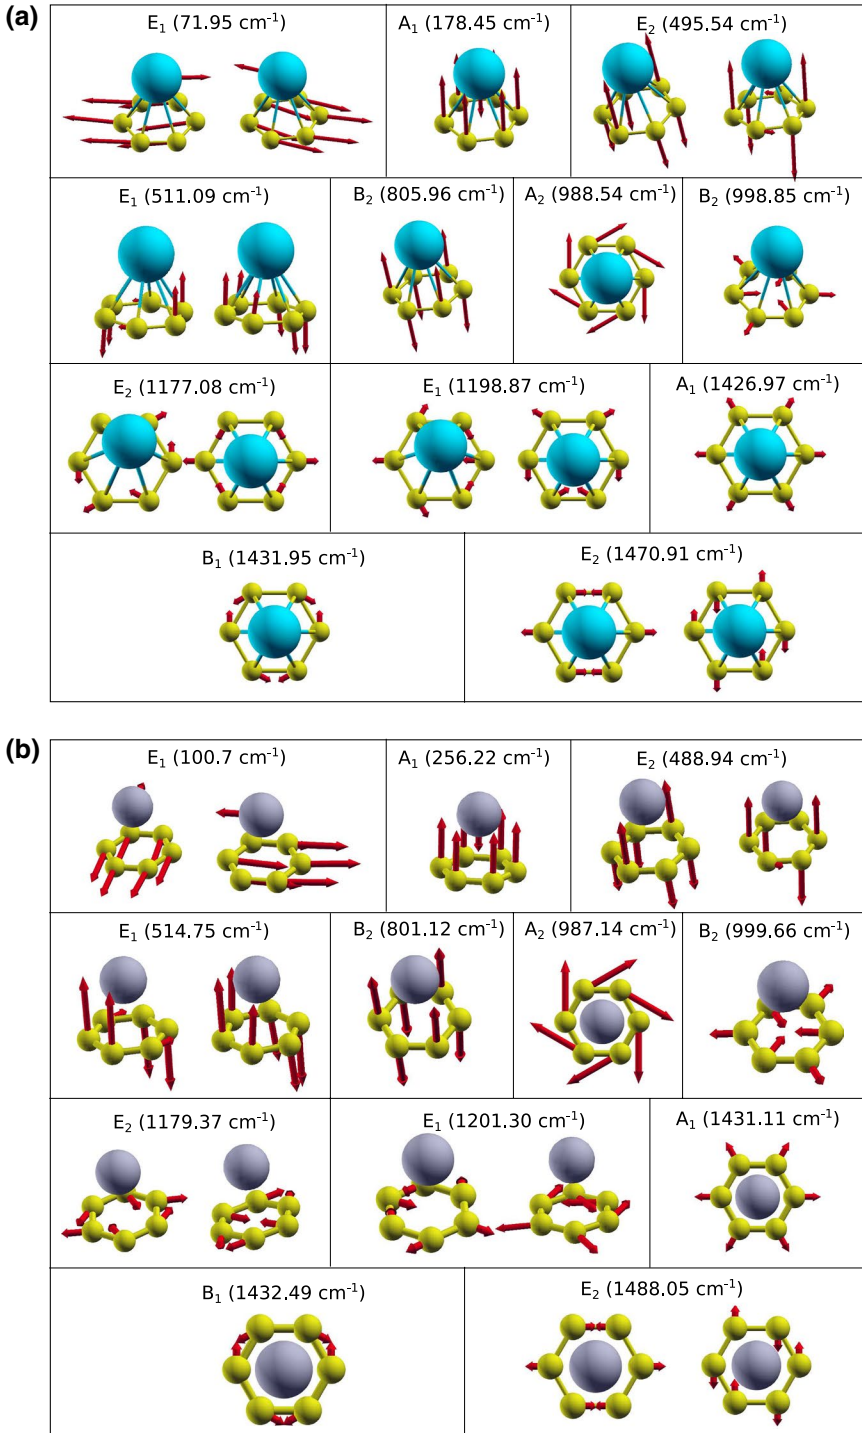 (a)
E₁ (71.95 cm⁻¹) A₁ (178.45 cm⁻¹) E₂ (495.54 cm⁻¹)
E₁ (511.09 cm⁻¹) B₂ (805.96 cm⁻¹) A₂ (988.54 cm⁻¹) B₂ (998.85 cm⁻¹)
E₂ (1177.08 cm⁻¹) E₁ (1198.87 cm⁻¹) A₁ (1426.97 cm⁻¹)
B₁ (1431.95 cm⁻¹) E₂ (1470.91 cm⁻¹)
(b)
E₁ (100.7 cm⁻¹) A₁ (256.22 cm⁻¹) E₂ (488.94 cm⁻¹)
E₁ (514.75 cm⁻¹) B₂ (801.12 cm⁻¹) A₂ (987.14 cm⁻¹) B₂ (999.66 cm⁻¹)
E₂ (1179.37 cm⁻¹) E₁ (1201.30 cm⁻¹) A₁ (1431.11 cm⁻¹)
B₁ (1432.49 cm⁻¹) E₂ (1488.05 cm⁻¹)